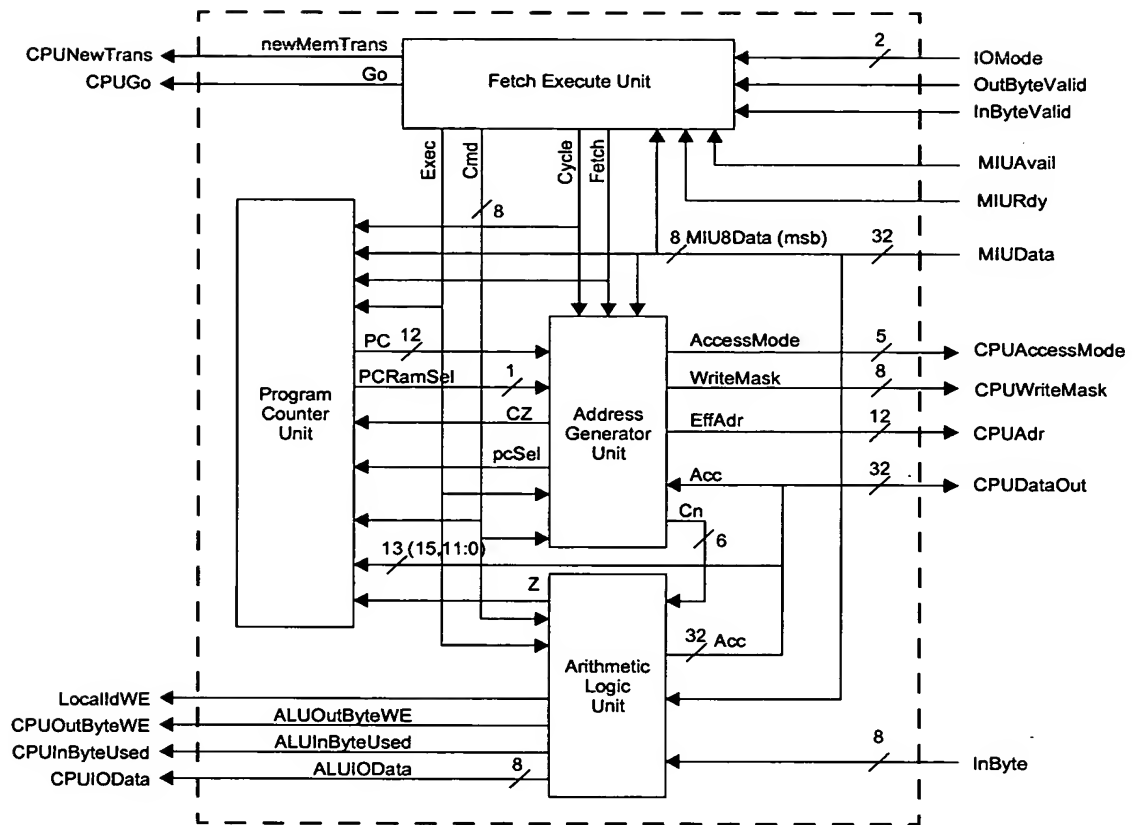 newMemTrans
CPUNewTrans
Go
CPUGo
Fetch Execute Unit
2
IOMode
OutByteValid
InByteValid
MIUAvail
MIURdy
Exec
Cmd
Cycle
Fetch
8
8 MIU8Data (msb)
32
MIUData
PC 12
PCRamSel 1
CZ
pcSel
Program
Counter
Unit
Address
Generator
Unit
AccessMode 5
CPUAccessMode
WriteMask 8
CPUWriteMask
EffAdr 12
CPUAdr
Acc 32
CPUDataOut
Cn
6
13 (15,11:0)
Z
32 Acc
Arithmetic
Logic
Unit
LocalIdWE
CPUOutByteWE
ALUOutByteWE
CPUInByteUsed
ALUInByteUsed
CPUIOData
ALUIOData 8
8
InByte